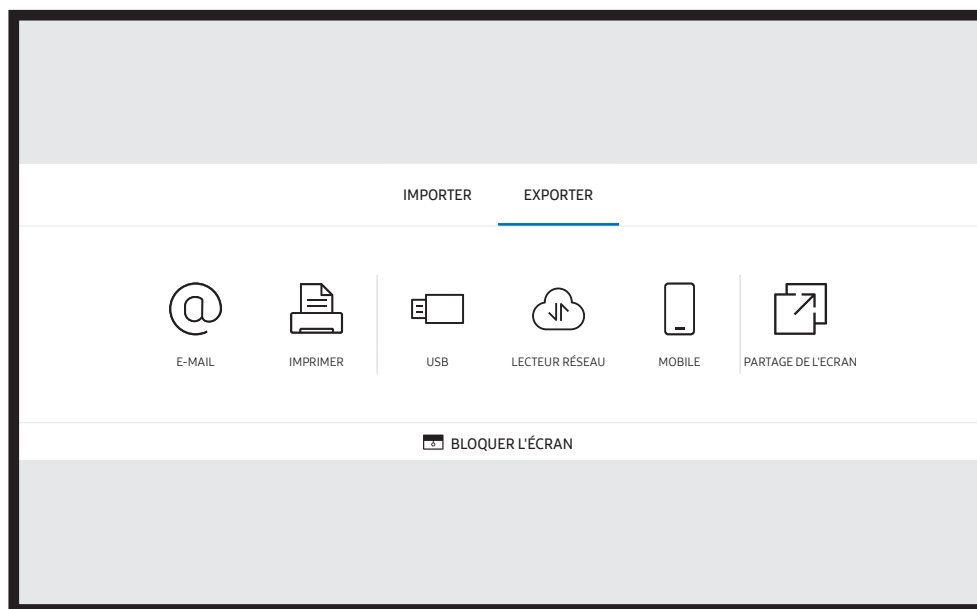 IMPORTER EXPORTER
E-MAIL IMPRIMER USB LECTEUR RÉSEAU MOBILE PARTAGE DE L'ECRAN
BLOQUER L'ÉCRAN